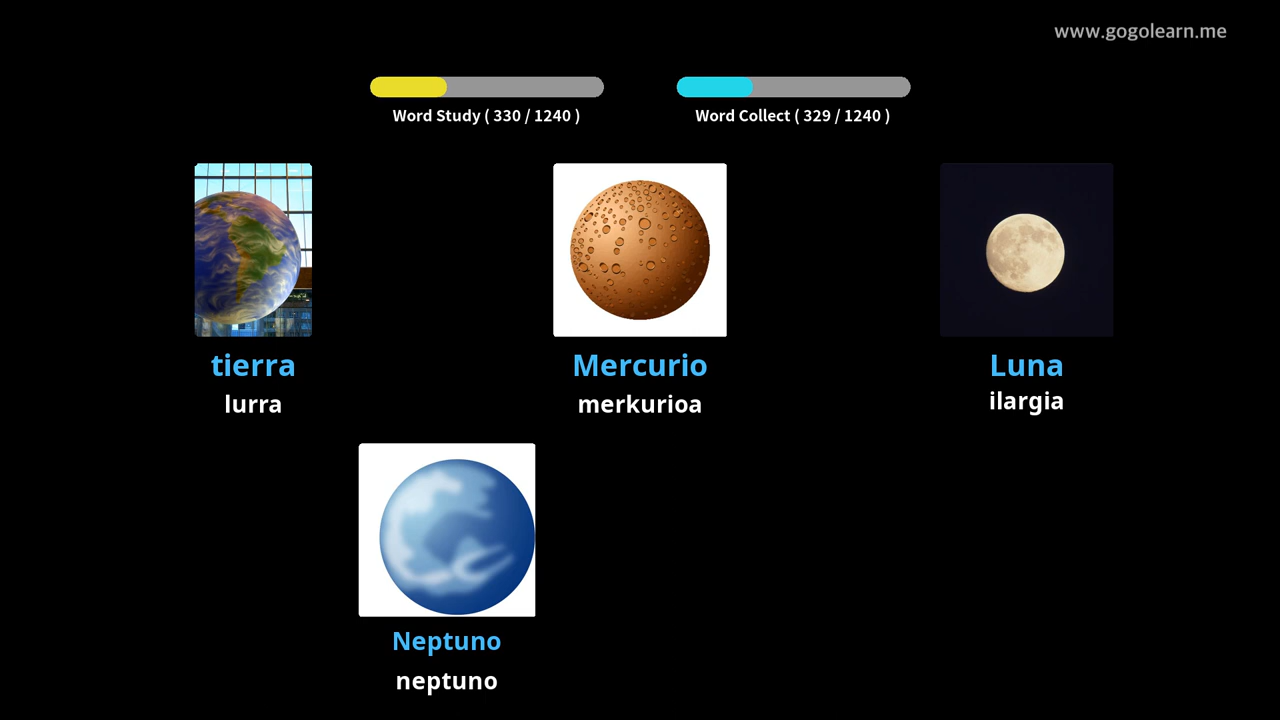 www.gogolearn.me
Word Study ( 330 / 1240 )
Word Collect ( 329 / 1240 )
tierra
lurra
Mercurio
merkurioa
Luna
ilargia
Neptuno
neptuno